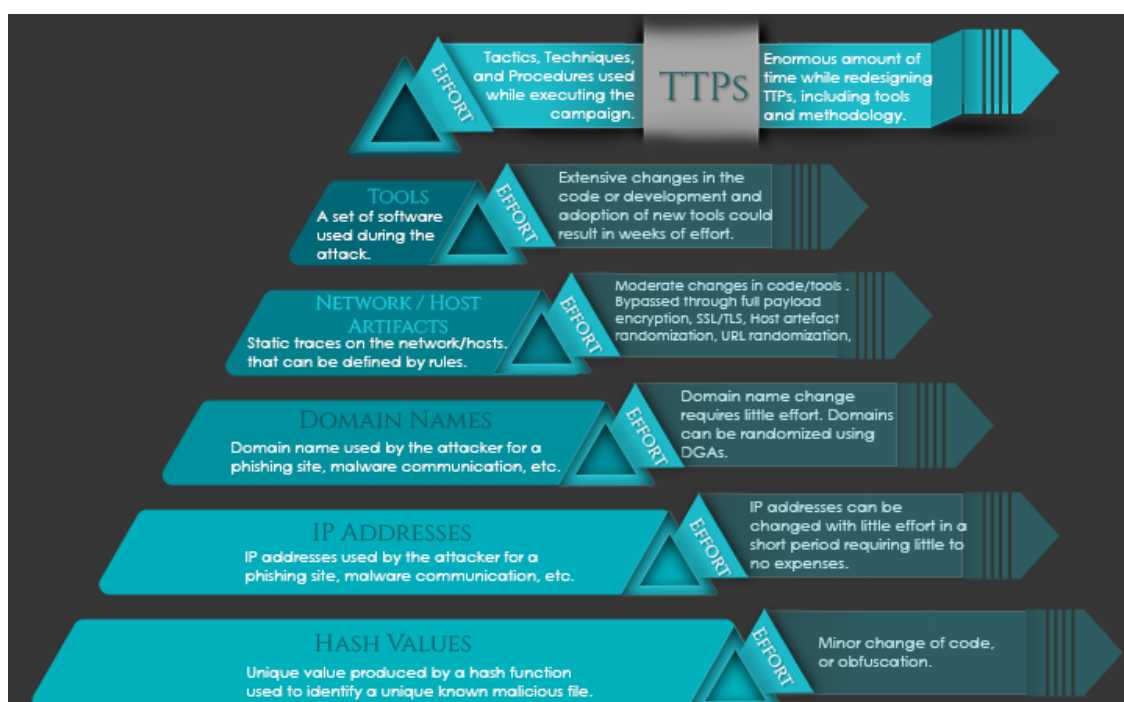 EFFORT
Tactics, Techniques,
and Procedures used
while executing the
campaign.
TTPs
Enormous amount of
time while redesigning
TTPs, including tools
and methodology.
Tools
A set of software
used during the
attack.
EFFORT
Extensive changes in the
code or development and
adoption of new tools could
result in weeks of effort.
Network / Host
Artifacts
Static traces on the network/hosts.
that can be defined by rules.
EFFORT
Moderate changes in code/tools .
Bypassed through full payload
encryption, SSL/TLS, Host artefact
randomization, URL randomization,
Domain Names
Domain name used by the attacker for a
phishing site, malware communication, etc.
EFFORT
Domain name change
requires little effort. Domains
can be randomized using
DGAs.
IP Addresses
IP addresses used by the attacker for a
phishing site, malware communication, etc.
EFFORT
IP addresses can be
changed with little effort in a
short period requiring little to
no expenses.
Hash Values
Unique value produced by a hash function
used to identify a unique known malicious file.
EFFORT
Minor change of code,
or obfuscation.